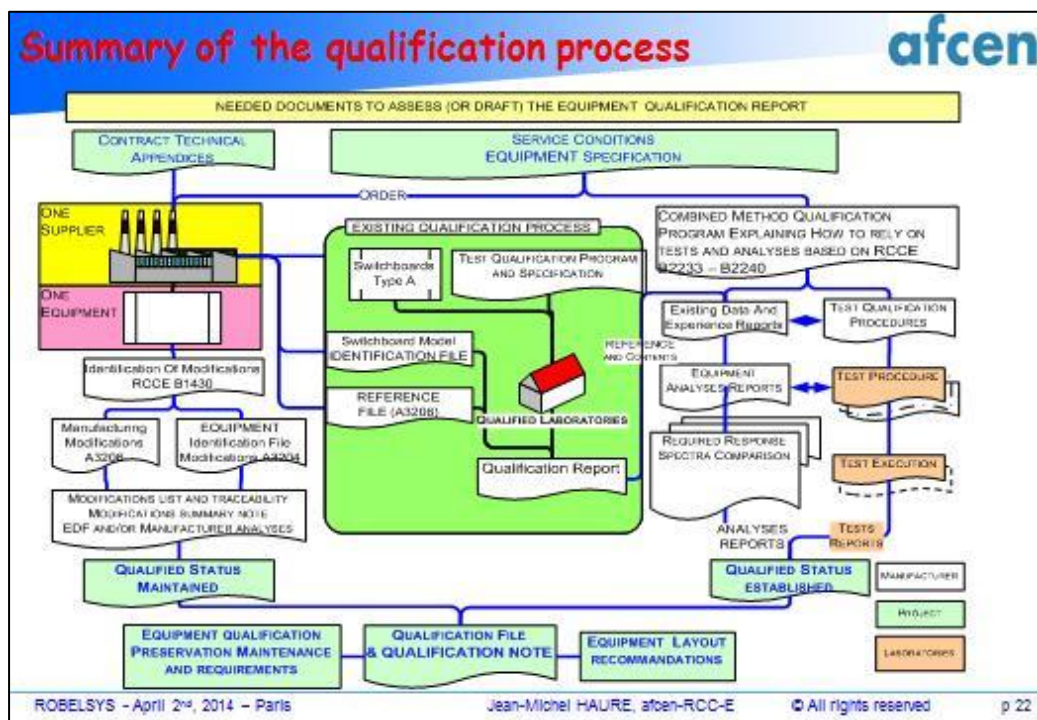 Summary of the qualification process
afcen
NEEDED DOCUMENTS TO ASSESS (OR DRAFT) THE EQUIPMENT QUALIFICATION REPORT
CONTRACT TECHNICAL
APPENDICES
SERVICE CONDITIONS
EQUIPMENT SPECIFICATION
ORDER
ONE
SUPPLIER
ONE
EQUIPMENT
EXISTING QUALIFICATION PROCESS
Switchboards
Type A
TEST QUALIFICATION PROGRAM
AND SPECIFICATION
COMBINED METHOD QUALIFICATION
PROGRAM EXPLAINING HOW TO RELY ON
TESTS AND ANALYSES BASED ON RCCE
B2233 – B2240
Existing Data And
Experience Reports
TEST QUALIFICATION
PROCEDURES
Switchboard Model
IDENTIFICATION FILE
REFERENCE
AND CONTENTS
Identification Of Modifications
RCCE B1430
REFERENCE
FILE (A3206)
QUALIFIED LABORATORIES
EQUIPMENT
ANALYSES REPORTS
TEST PROCEDURE
Manufacturing
Modifications
A3206
EQUIPMENT
Identification File
Modifications A3204
REQUIRED RESPONSE
SPECTRA COMPARISON
Qualification Report
TEST EXECUTION
MODIFICATIONS LIST AND TRACEABILITY
MODIFICATIONS SUMMARY NOTE
EDF AND/OR MANUFACTURER ANALYSES
ANALYSES
REPORTS
TESTS
REPORTS
QUALIFIED STATUS
MAINTAINED
QUALIFIED STATUS
ESTABLISHED
MANUFACTURER
PROJECT
LABORATORIES
EQUIPMENT QUALIFICATION
PRESERVATION MAINTENANCE
AND REQUIREMENTS
QUALIFICATION FILE
& QUALIFICATION NOTE
EQUIPMENT LAYOUT
RECOMMANDATIONS
ROBELSYS - April 2nd, 2014 – Paris
Jean-Michel HAURE, afcen-RCC-E
© All rights reserved
p 22